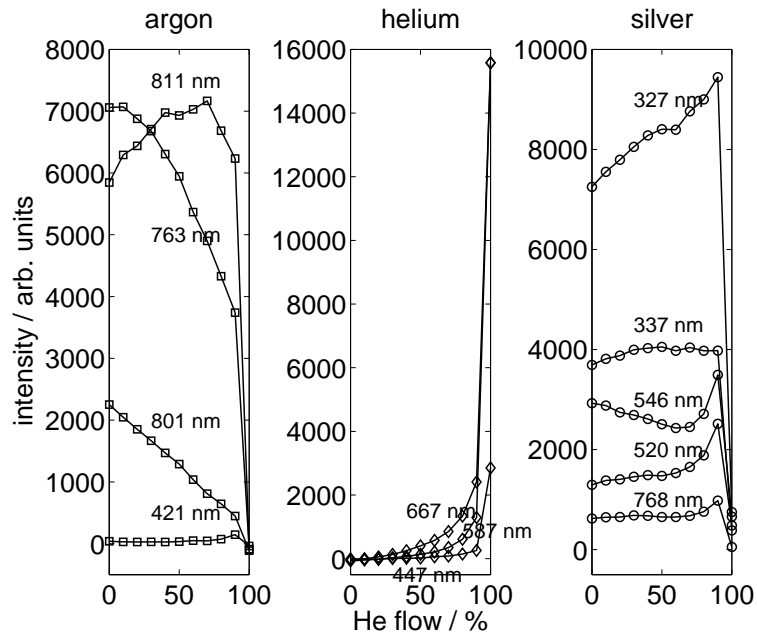 argon
helium
silver
intensity / arb. units
8000
7000
6000
5000
4000
3000
2000
1000
0
811 nm
763 nm
801 nm
421 nm
0
50
100
16000
14000
12000
10000
8000
6000
4000
2000
0
667 nm
587 nm
447 nm
0
50
100
He flow / %
10000
8000
6000
4000
2000
0
327 nm
337 nm
546 nm
520 nm
768 nm
0
50
100